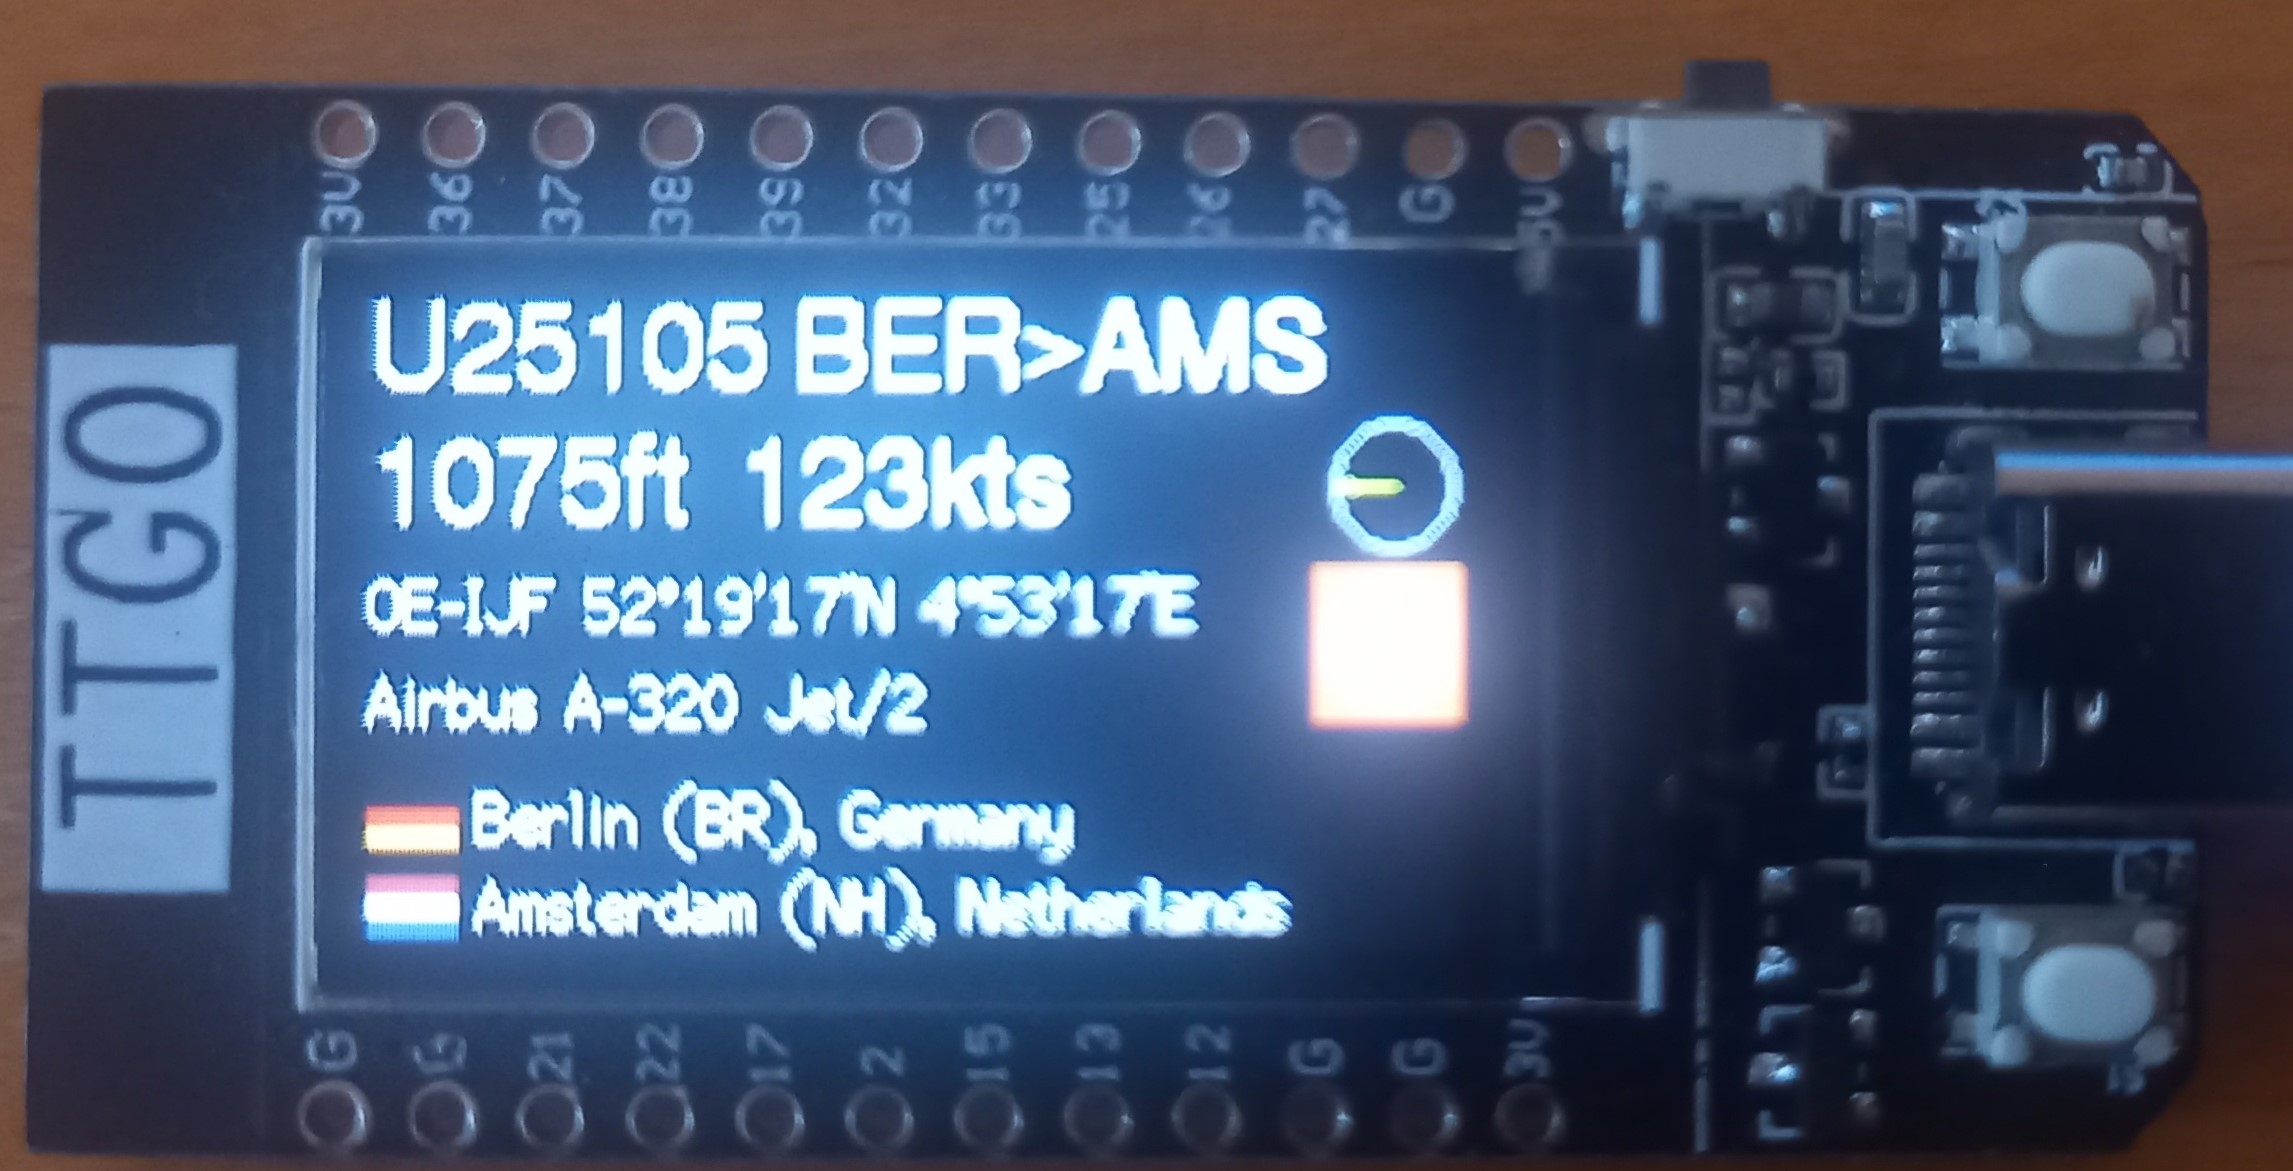 3V 36 37 38 39 32 33 25 26 27 G 5V
TTGO
U25105 BER>AMS
1075ft 123kts
OE-IJF 52°19'17"N 4°53'17"E
Airbus A-320 Jet/2
Berlin (BR), Germany
Amsterdam (NH), Netherlands
G G 21 22 17 2 15 13 12 G G 3V